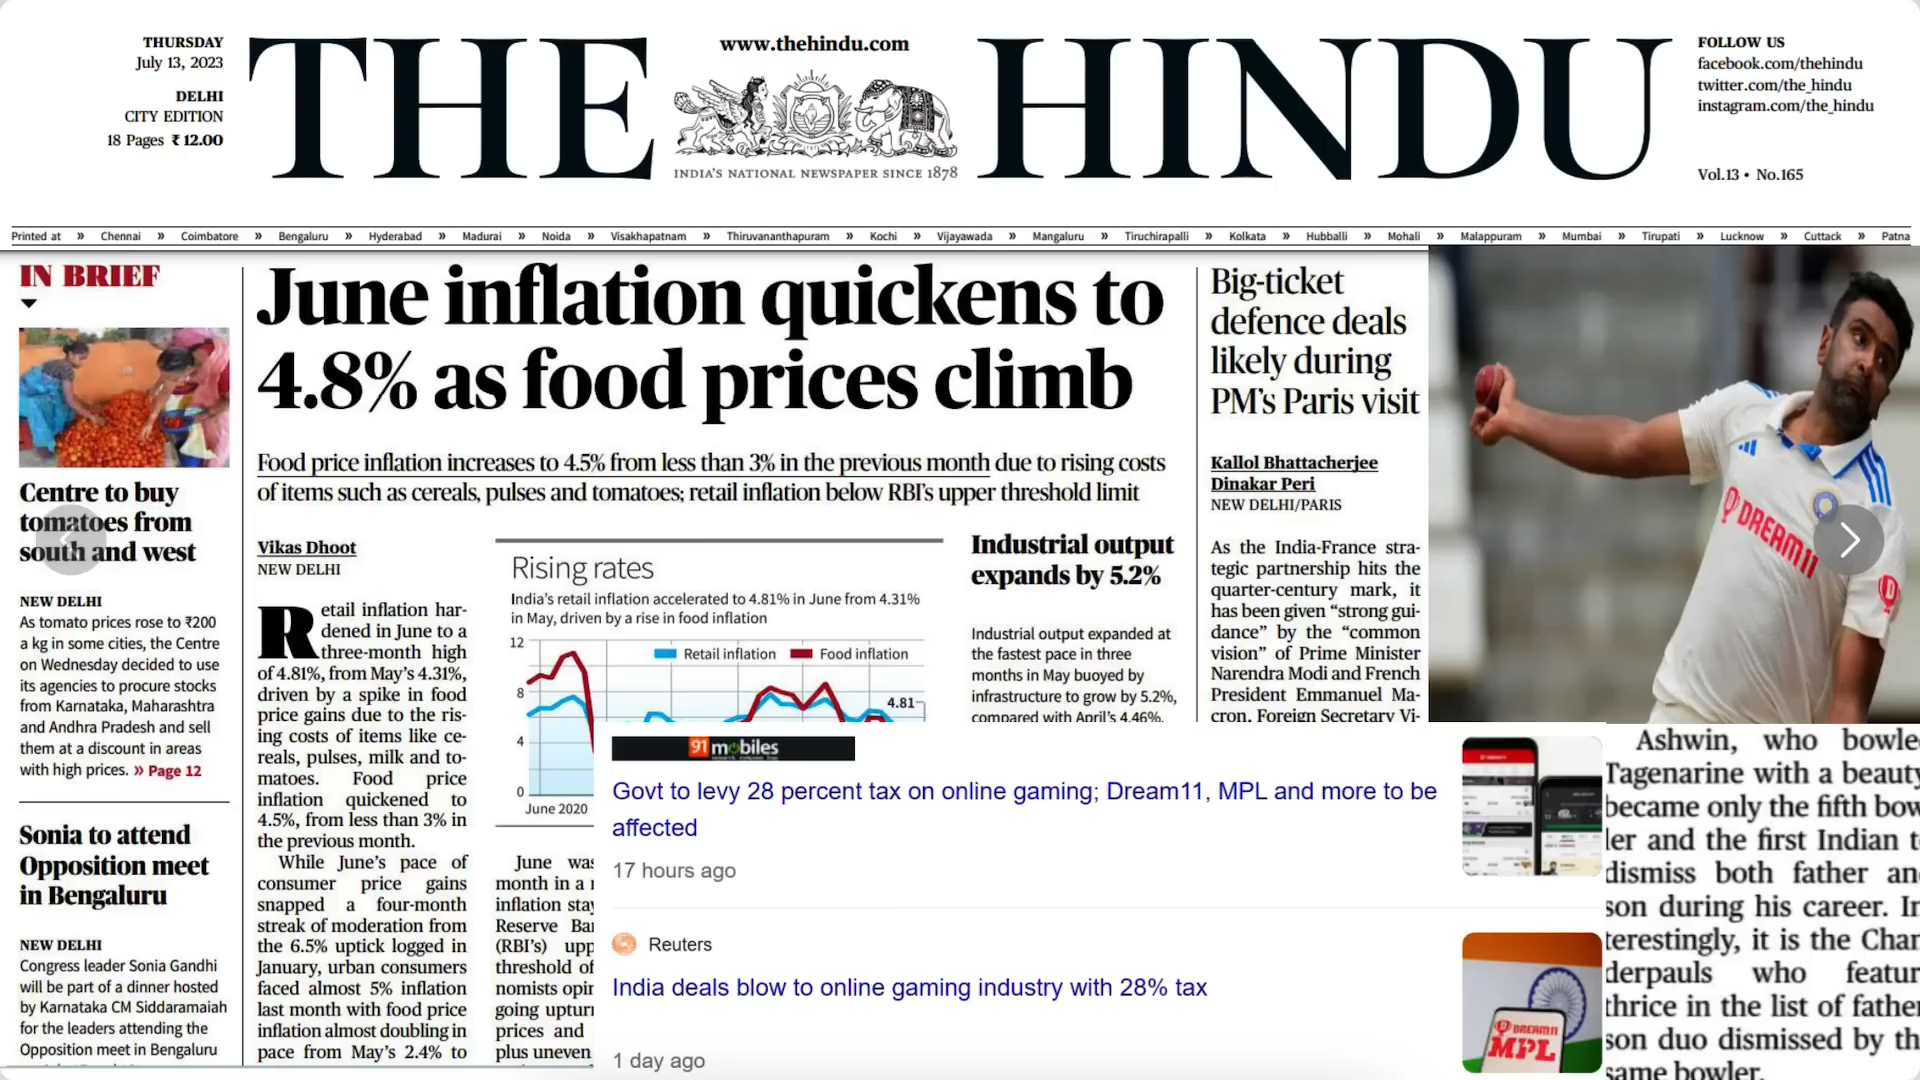 THURSDAY
July 13, 2023
DELHI
CITY EDITION
18 Pages ₹ 12.00
THE HINDU
www.thehindu.com
INDIA'S NATIONAL NEWSPAPER SINCE 1878
FOLLOW US
facebook.com/thehindu
twitter.com/the_hindu
instagram.com/the_hindu
Vol.13 • No.165
Printed at » Chennai » Coimbatore » Bengaluru » Hyderabad » Madurai » Noida » Visakhapatnam » Thiruvananthapuram » Kochi » Vijayawada » Mangaluru » Tiruchirapalli » Kolkata » Hubballi » Mohali » Malappuram » Mumbai » Tirupati » Lucknow » Cuttack » Patna
IN BRIEF
Centre to buy
tomatoes from
south and west
NEW DELHI
As tomato prices rose to ₹200
a kg in some cities, the Centre
on Wednesday decided to use
its agencies to procure stocks
from Karnataka, Maharashtra
and Andhra Pradesh and sell
them at a discount in areas
with high prices. » Page 12
Sonia to attend
Opposition meet
in Bengaluru
NEW DELHI
Congress leader Sonia Gandhi
will be part of a dinner hosted
by Karnataka CM Siddaramaiah
for the leaders attending the
Opposition meet in Bengaluru
June inflation quickens to
4.8% as food prices climb
Food price inflation increases to 4.5% from less than 3% in the previous month due to rising costs
of items such as cereals, pulses and tomatoes; retail inflation below RBI's upper threshold limit
Vikas Dhoot
NEW DELHI
Retail inflation har-
dened in June to a
three-month high
of 4.81%, from May's 4.31%,
driven by a spike in food
price gains due to the ris-
ing costs of items like ce-
reals, pulses, milk and to-
matoes. Food price
inflation quickened to
4.5%, from less than 3% in
the previous month.
While June's pace of
consumer price gains
snapped a four-month
streak of moderation from
the 6.5% uptick logged in
January, urban consumers
faced almost 5% inflation
last month with food price
inflation almost doubling in
pace from May's 2.4% to
Rising rates
India's retail inflation accelerated to 4.81% in June from 4.31%
in May, driven by a rise in food inflation
12
Retail inflation
Food inflation
8
4.81
4
0
June 2020
June was
month in a
inflation stay
Reserve Ban
(RBI's) upp
threshold of
nomists opin
going upturn
prices and
plus uneven
Industrial output
expands by 5.2%
Industrial output expanded at
the fastest pace in three
months in May buoyed by
infrastructure to grow by 5.2%,
compared with April's 4.46%.
Big-ticket
defence deals
likely during
PM's Paris visit
Kallol Bhattacherjee
Dinakar Peri
NEW DELHI/PARIS
As the India-France stra-
tegic partnership hits the
quarter-century mark, it
has been given "strong gui-
dance" by the "common
vision" of Prime Minister
Narendra Modi and French
President Emmanuel Ma-
cron, Foreign Secretary Vi-
DREAM11
91mobiles
Govt to levy 28 percent tax on online gaming; Dream11, MPL and more to be
affected
17 hours ago
Reuters
India deals blow to online gaming industry with 28% tax
1 day ago
DREAM11
MPL
Ashwin, who bowle
Tagenarine with a beauty
became only the fifth bow
ler and the first Indian t
dismiss both father an
son during his career. In
terestingly, it is the Chan
derpauls who featur
thrice in the list of father
son duo dismissed by th
same bowler.